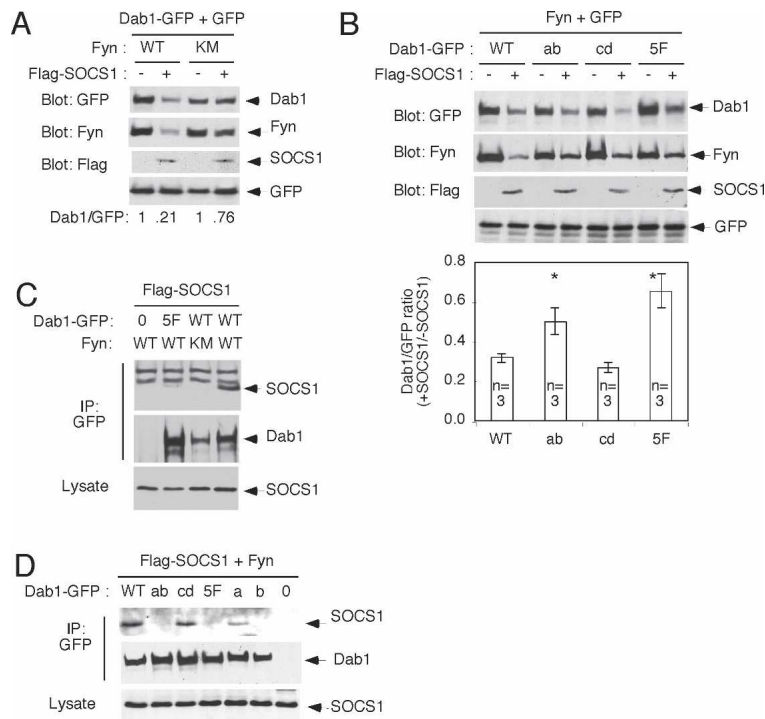 A
Dab1-GFP + GFP
Fyn : WT KM
Flag-SOCS1 : - + - +
Blot: GFP Dab1
Blot: Fyn Fyn
Blot: Flag SOCS1
GFP
Dab1/GFP: 1 .21 1 .76
B
Fyn + GFP
Dab1-GFP : WT ab cd 5F
Flag-SOCS1 : - + - + - + - +
Blot: GFP Dab1
Blot: Fyn Fyn
Blot: Flag SOCS1
GFP
Dab1/GFP ratio
(+SOCS1/-SOCS1)
0.8
0.6
0.4
0.2
0.0
* *
n= n= n= n=
3 3 3 3
WT ab cd 5F
C
Flag-SOCS1
Dab1-GFP: 0 5F WT WT
Fyn: WT WT KM WT
IP:
GFP
SOCS1
Dab1
Lysate SOCS1
D
Flag-SOCS1 + Fyn
Dab1-GFP : WT ab cd 5F a b 0
IP:
GFP
SOCS1
Dab1
Lysate SOCS1